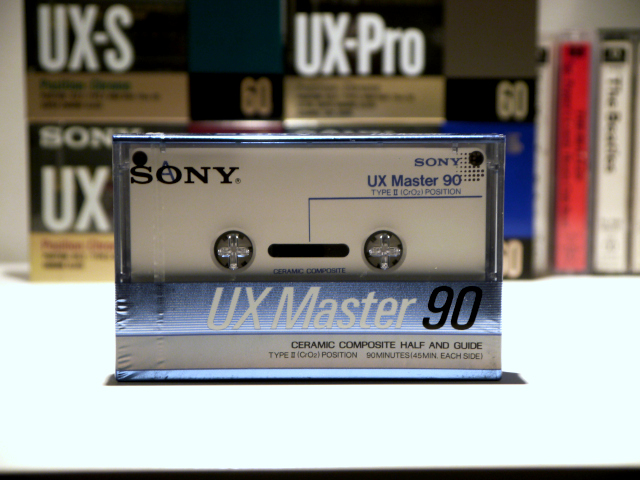 UX-S
60
UX-Pro
60
SONY
UX
60
The Beatles
SONY®
A
SONY
UX Master 90
TYPE II (CrO2) POSITION
CERAMIC COMPOSITE
UX Master 90
CERAMIC COMPOSITE HALF AND GUIDE
TYPE II (CrO2) POSITION 90MINUTES (45MIN. EACH SIDE)